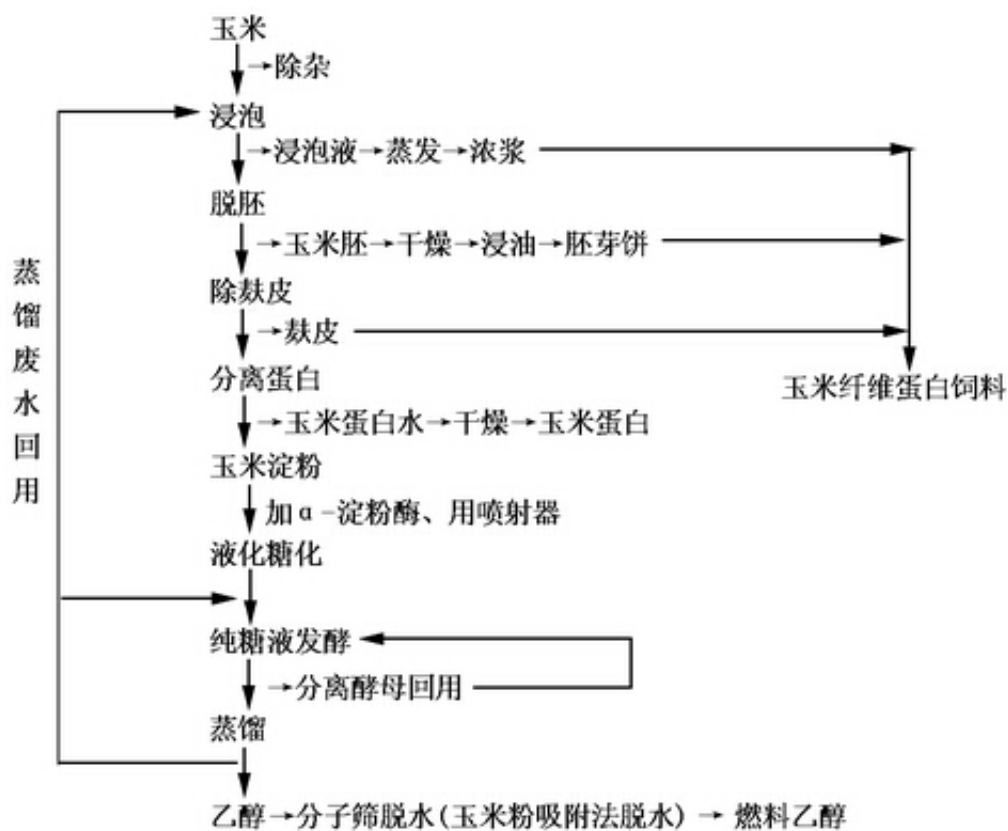 玉米
→除杂
浸泡
→浸泡液→蒸发→浓浆
脱胚
→玉米胚→干燥→浸油→胚芽饼
除麸皮
→麸皮
分离蛋白
玉米纤维蛋白饲料
→玉米蛋白水→干燥→玉米蛋白
玉米淀粉
加α-淀粉酶、用喷射器
液化糖化
纯糖液发酵
→分离酵母回用
蒸馏
乙醇→分子筛脱水(玉米粉吸附法脱水)→燃料乙醇
蒸馏废水回用